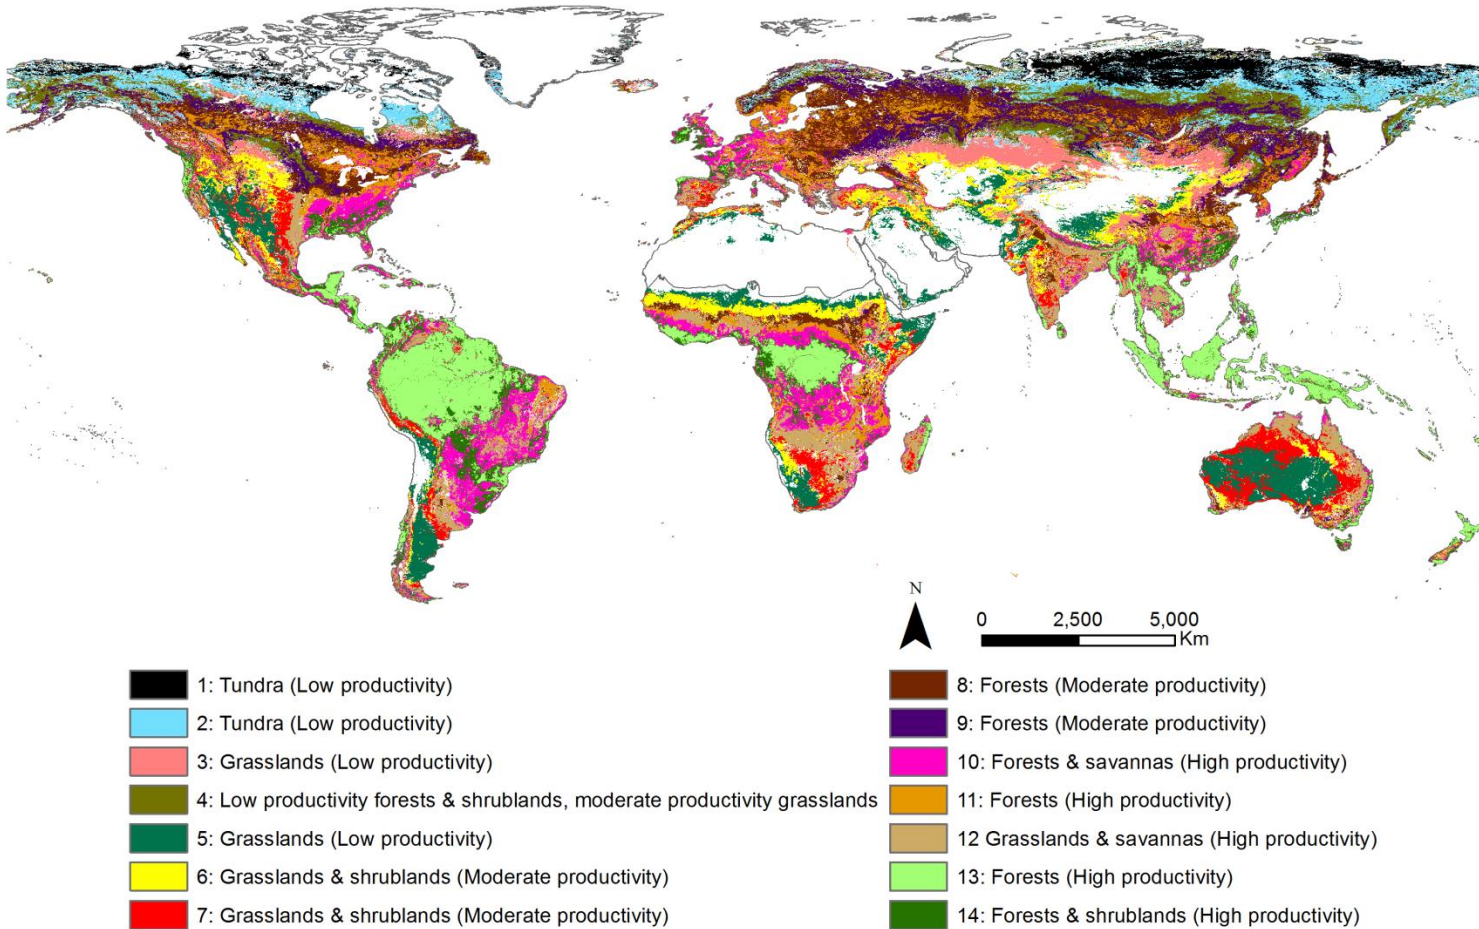 N
0 2,500 5,000
Km
1: Tundra (Low productivity)
2: Tundra (Low productivity)
3: Grasslands (Low productivity)
4: Low productivity forests & shrublands, moderate productivity grasslands
5: Grasslands (Low productivity)
6: Grasslands & shrublands (Moderate productivity)
7: Grasslands & shrublands (Moderate productivity)
8: Forests (Moderate productivity)
9: Forests (Moderate productivity)
10: Forests & savannas (High productivity)
11: Forests (High productivity)
12 Grasslands & savannas (High productivity)
13: Forests (High productivity)
14: Forests & shrublands (High productivity)